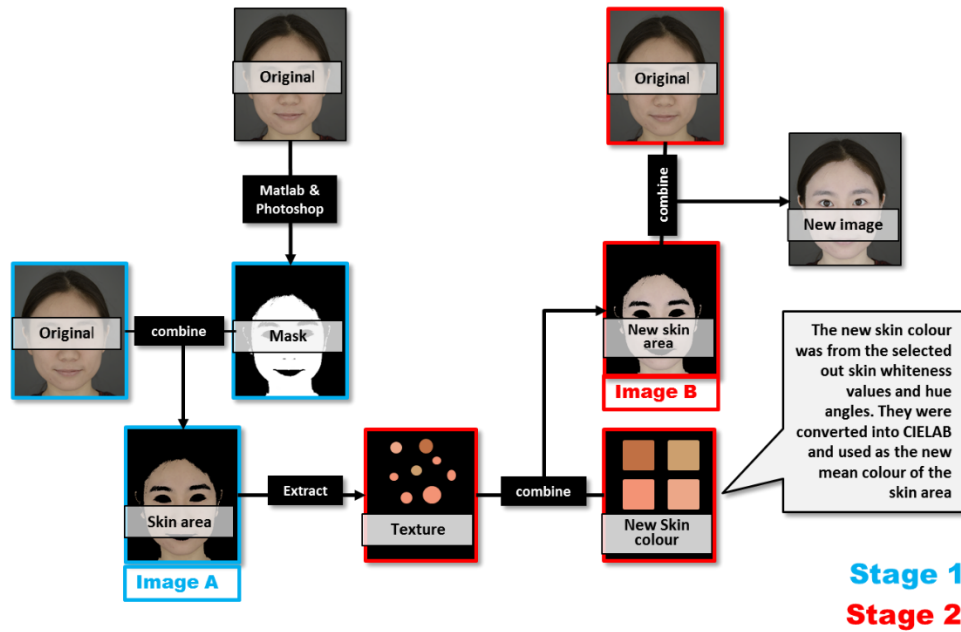 Original
Matlab &
Photoshop
Original
combine
Mask
Skin area
Image A
Extract
Texture
combine
New Skin
colour
New skin
area
Image B
combine
Original
New image
The new skin colour
was from the selected
out skin whiteness
values and hue
angles. They were
converted into CIELAB
and used as the new
mean colour of the
skin area
Stage 1
Stage 2